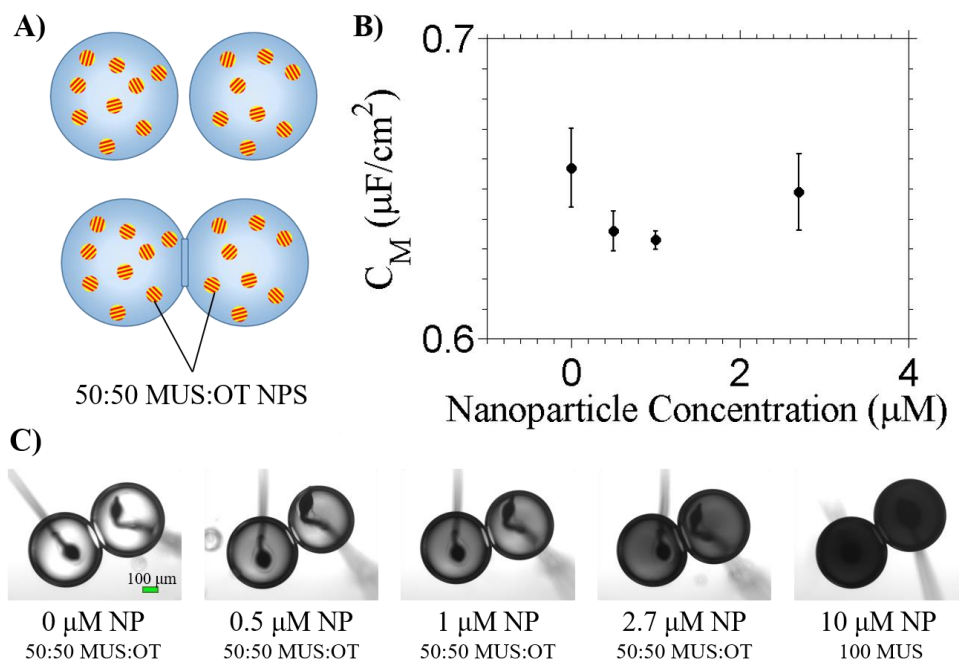 A)
50:50 MUS:OT NPS
B)
0.7
0.6
C_M (μF/cm²)
0
2
4
Nanoparticle Concentration (μM)
C)
100 μm
0 μM NP
50:50 MUS:OT
0.5 μM NP
50:50 MUS:OT
1 μM NP
50:50 MUS:OT
2.7 μM NP
50:50 MUS:OT
10 μM NP
100 MUS